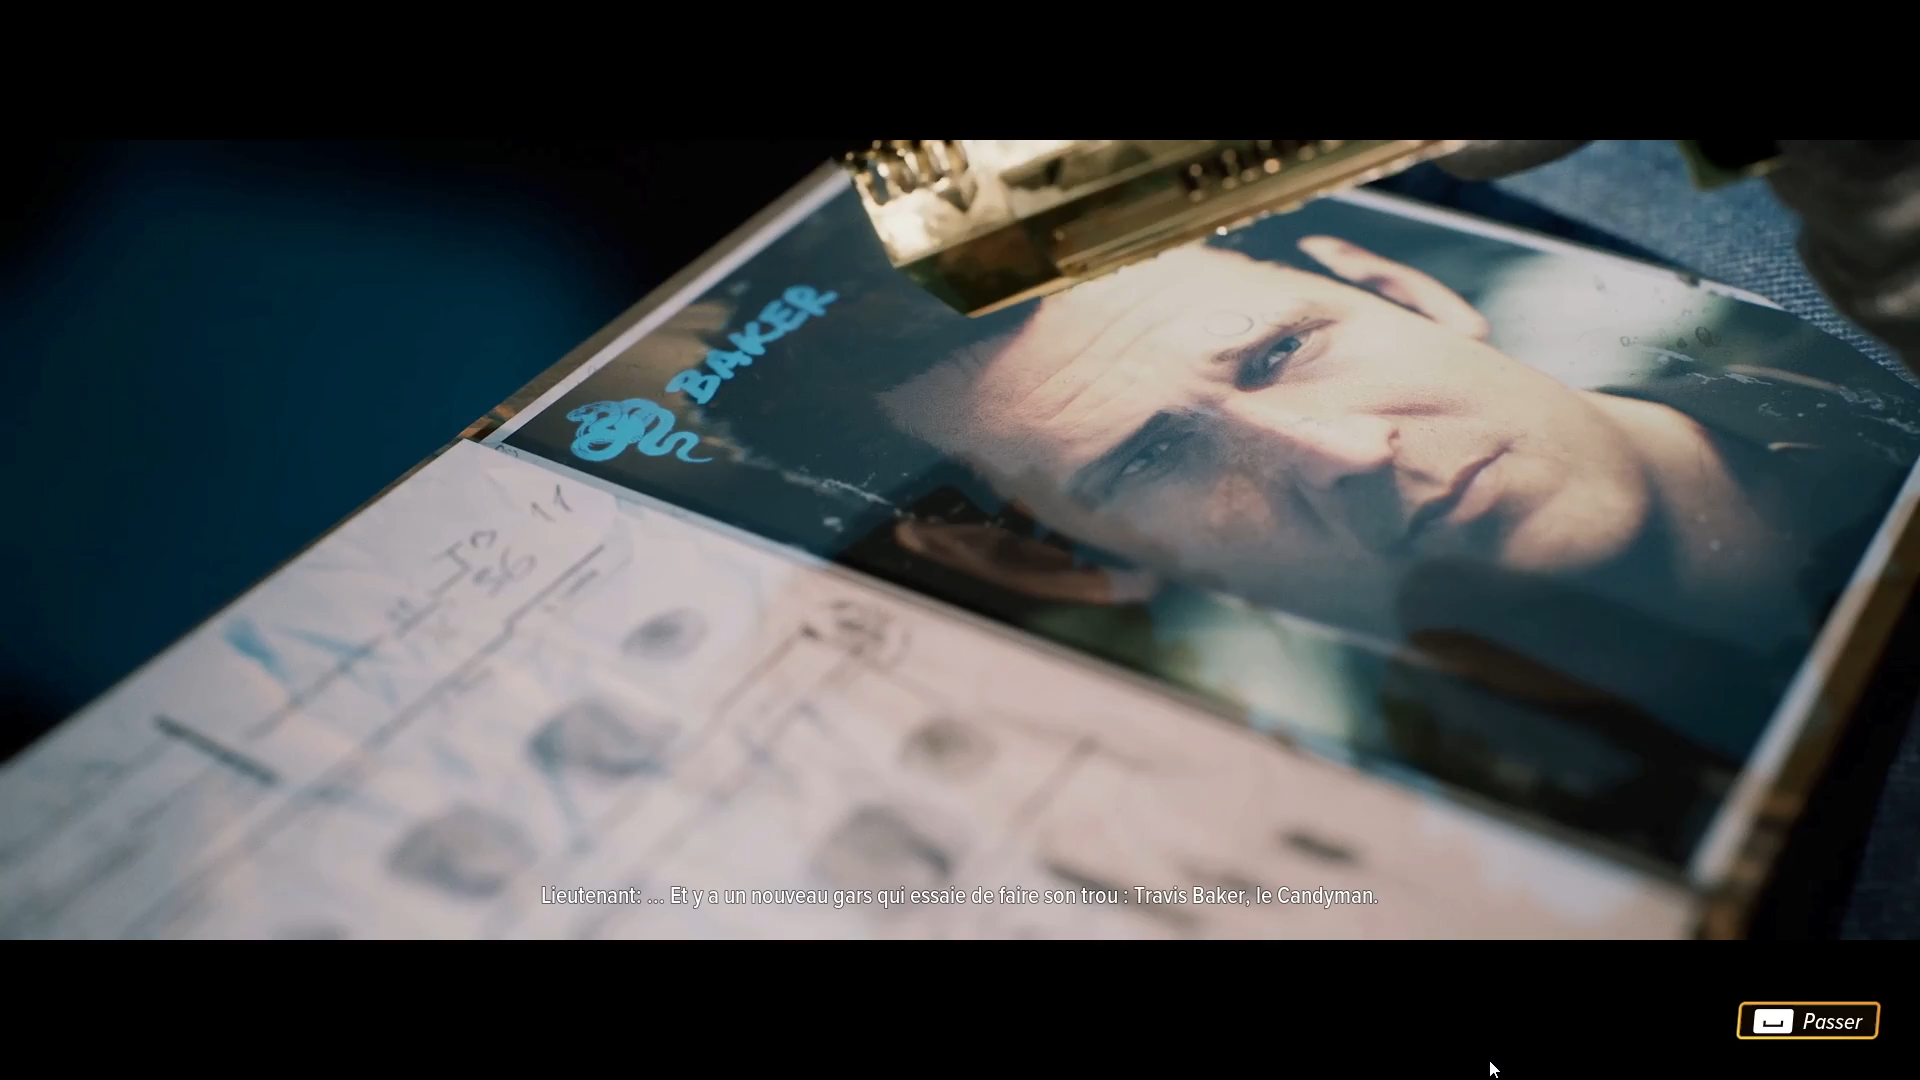 BAKER
Lieutenant: ... Et y a un nouveau gars qui essaie de faire son trou : Travis Baker, le Candyman.
Passer